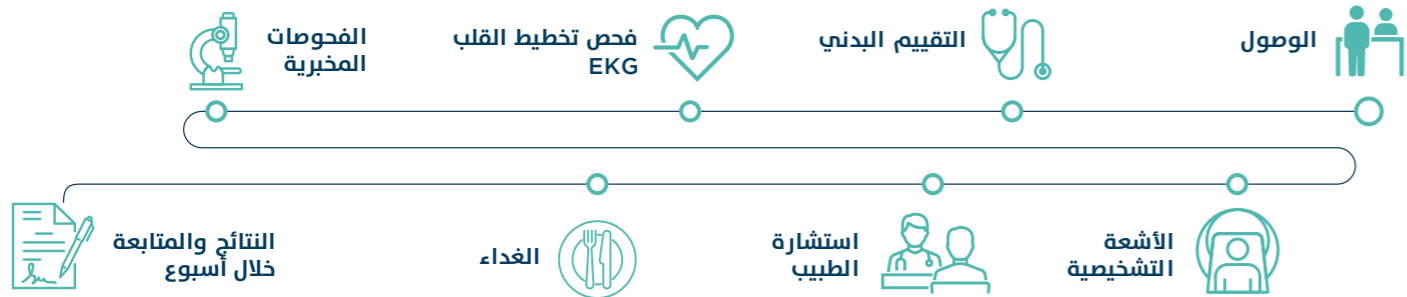 الوصول
التقييم البدني
فحص تخطيط القلب
EKG
الفحوصات
المخبرية
الأشعة
التشخيصية
استشارة
الطبيب
الغداء
النتائج والمتابعة
خلال أسبوع